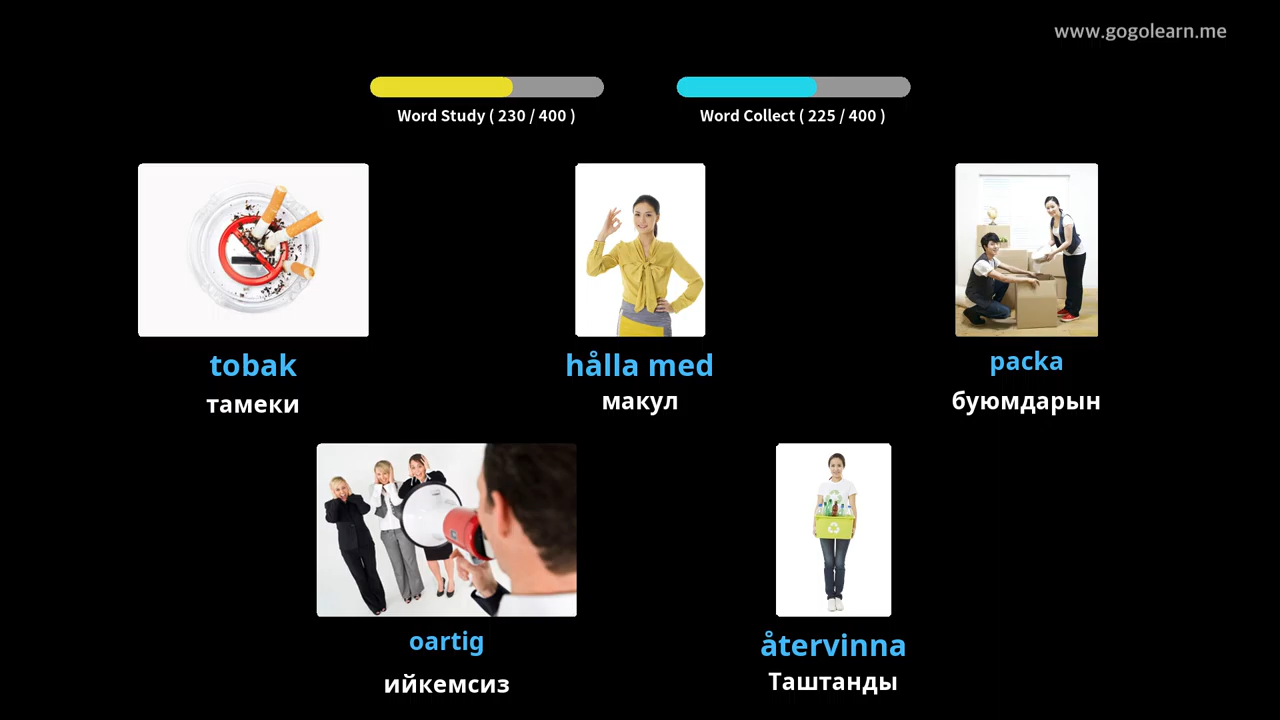 www.gogolearn.me
Word Study ( 230 / 400 )
Word Collect ( 225 / 400 )
tobak
тамеки
hålla med
макул
packa
буюмдарын
oartig
ийкемсиз
återvinna
Таштанды